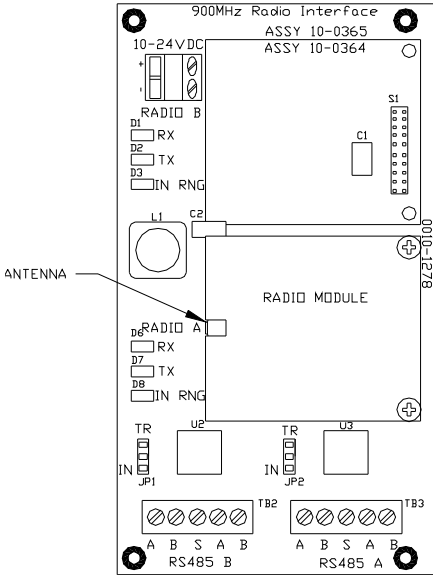 900MHz Radio Interface
ASSY 10-0365
ASSY 10-0364
10-24VDC
+
-
RADIO B
D1 RX
D2 TX
D3 IN RNG
S1
C1
L1
C2
0010-1278
ANTENNA
RADIO MODULE
RADIO A
D6 RX
D7 TX
D8 IN RNG
TR
U2
TR
U3
IN
JP1
IN
JP2
TB2
TB3
A B S A B
A B S A B
RS485 B
RS485 A